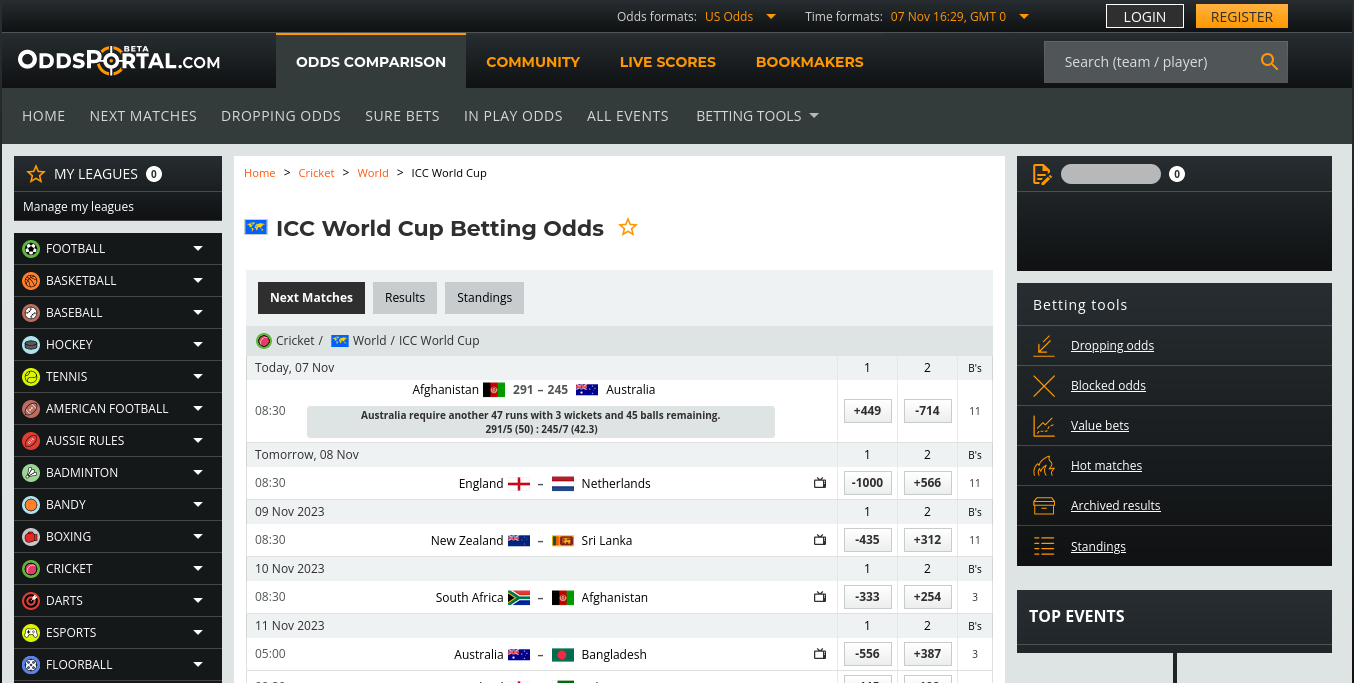 Odds formats: US Odds Time formats: 07 Nov 16:29, GMT 0 LOGIN REGISTER
ODDSPORTAL.COM BETA
ODDS COMPARISON COMMUNITY LIVE SCORES BOOKMAKERS
Search (team / player)
HOME NEXT MATCHES DROPPING ODDS SURE BETS IN PLAY ODDS ALL EVENTS BETTING TOOLS
MY LEAGUES 0
Manage my leagues
FOOTBALL
BASKETBALL
BASEBALL
HOCKEY
TENNIS
AMERICAN FOOTBALL
AUSSIE RULES
BADMINTON
BANDY
BOXING
CRICKET
DARTS
ESPORTS
FLOORBALL
Home > Cricket > World > ICC World Cup
ICC World Cup Betting Odds
Next Matches Results Standings
Cricket / World / ICC World Cup
Today, 07 Nov 1 2 B's
Afghanistan 291 – 245 Australia
08:30 +449 -714 11
Australia require another 47 runs with 3 wickets and 45 balls remaining.
291/5 (50) : 245/7 (42.3)
Tomorrow, 08 Nov 1 2 B's
08:30 England – Netherlands -1000 +566 11
09 Nov 2023 1 2 B's
08:30 New Zealand – Sri Lanka -435 +312 11
10 Nov 2023 1 2 B's
08:30 South Africa – Afghanistan -333 +254 3
11 Nov 2023 1 2 B's
05:00 Australia – Bangladesh -556 +387 3
0
Betting tools
Dropping odds
Blocked odds
Value bets
Hot matches
Archived results
Standings
TOP EVENTS